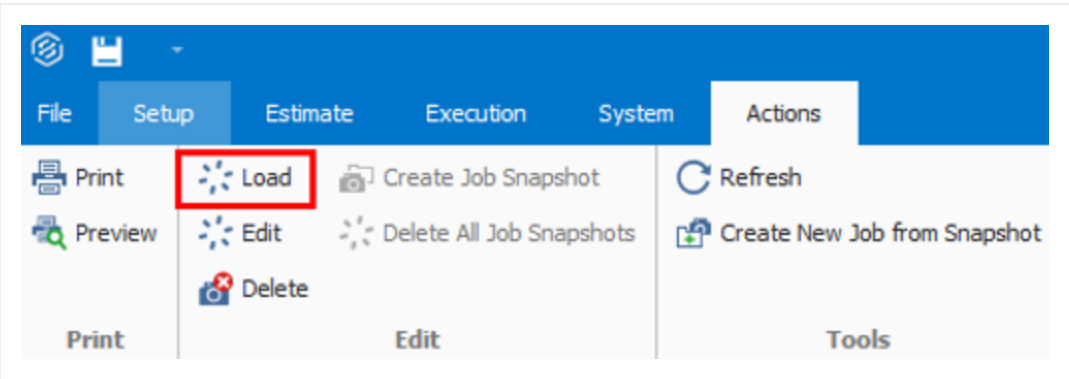 File Setup Estimate Execution System Actions
Print Load Create Job Snapshot Refresh
Preview Edit Delete All Job Snapshots Create New Job from Snapshot
Delete
Print Edit Tools